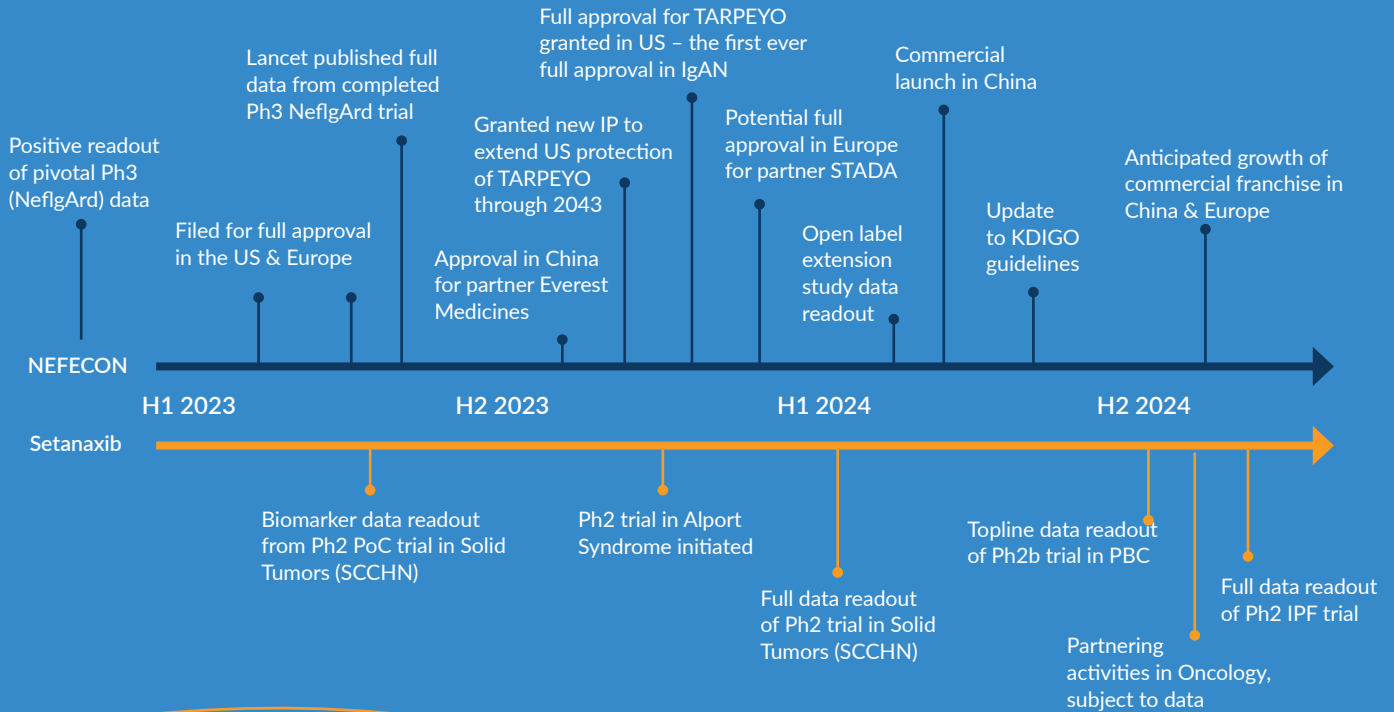 Full approval for TARPEYO
granted in US – the first ever
full approval in IgAN
Lancet published full
data from completed
Ph3 NeflgArd trial
Commercial
launch in China
Positive readout
of pivotal Ph3
(NeflgArd) data
Granted new IP to
extend US protection
of TARPEYO
through 2043
Potential full
approval in Europe
for partner STADA
Anticipated growth of
commercial franchise in
China & Europe
Filed for full approval
in the US & Europe
Update
to KDIGO
guidelines
Open label
extension
study data
readout
Approval in China
for partner Everest
Medicines
NEFECON
H1 2023
H2 2023
H1 2024
H2 2024
Setanaxib
Biomarker data readout
from Ph2 PoC trial in Solid
Tumors (SCCHN)
Ph2 trial in Alport
Syndrome initiated
Full data readout
of Ph2 trial in Solid
Tumors (SCCHN)
Topline data readout
of Ph2b trial in PBC
Partnering
activities in Oncology,
subject to data
Full data readout
of Ph2 IPF trial